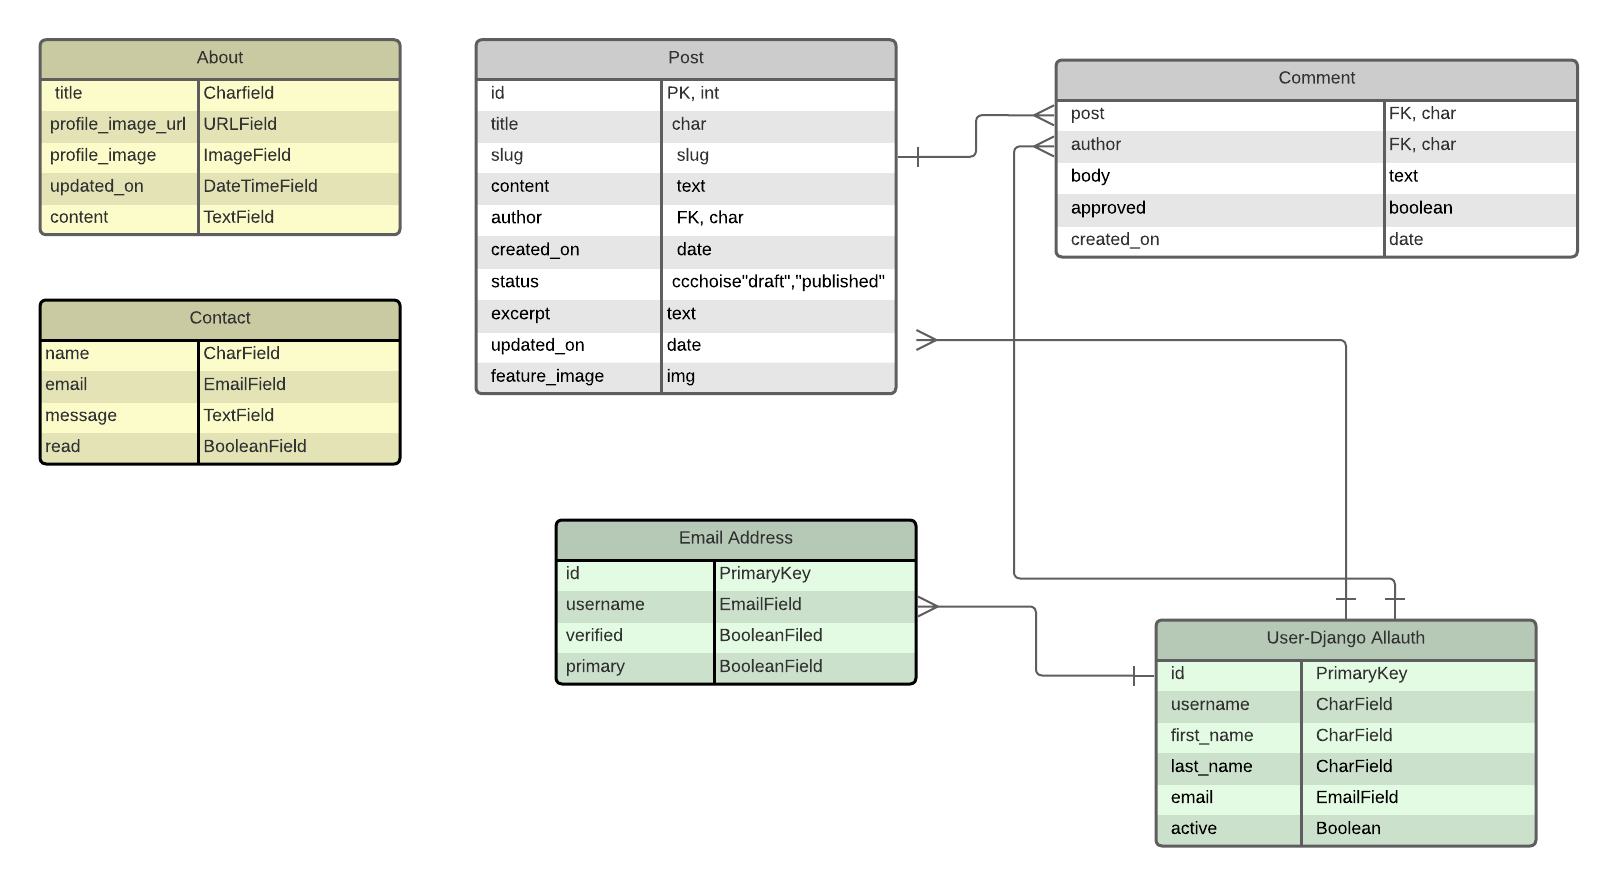 About
title Charfield
profile_image_url URLField
profile_image ImageField
updated_on DateTimeField
content TextField
Contact
name CharField
email EmailField
message TextField
read BooleanField
Post
id PK, int
title char
slug slug
content text
author FK, char
created_on date
status ccchoise"draft","published"
excerpt text
updated_on date
feature_image img
Comment
post FK, char
author FK, char
body text
approved boolean
created_on date
Email Address
id PrimaryKey
username EmailField
verified BooleanFiled
primary BooleanField
User-Django Allauth
id PrimaryKey
username CharField
first_name CharField
last_name CharField
email EmailField
active Boolean